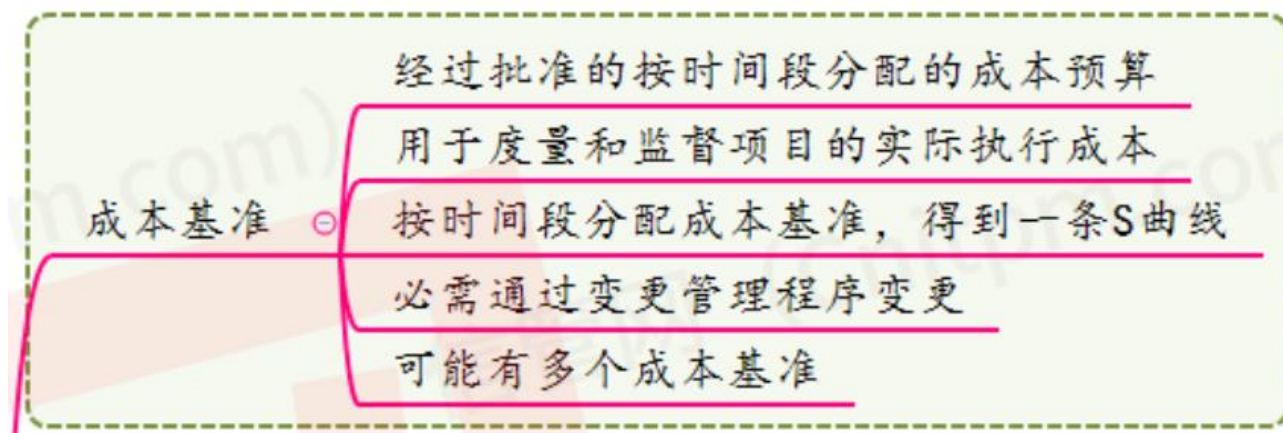 经过批准的按时间段分配的成本预算
用于度量和监督项目的实际执行成本
成本基准
按时间段分配成本基准，得到一条S曲线
必需通过变更管理程序变更
可能有多个成本基准